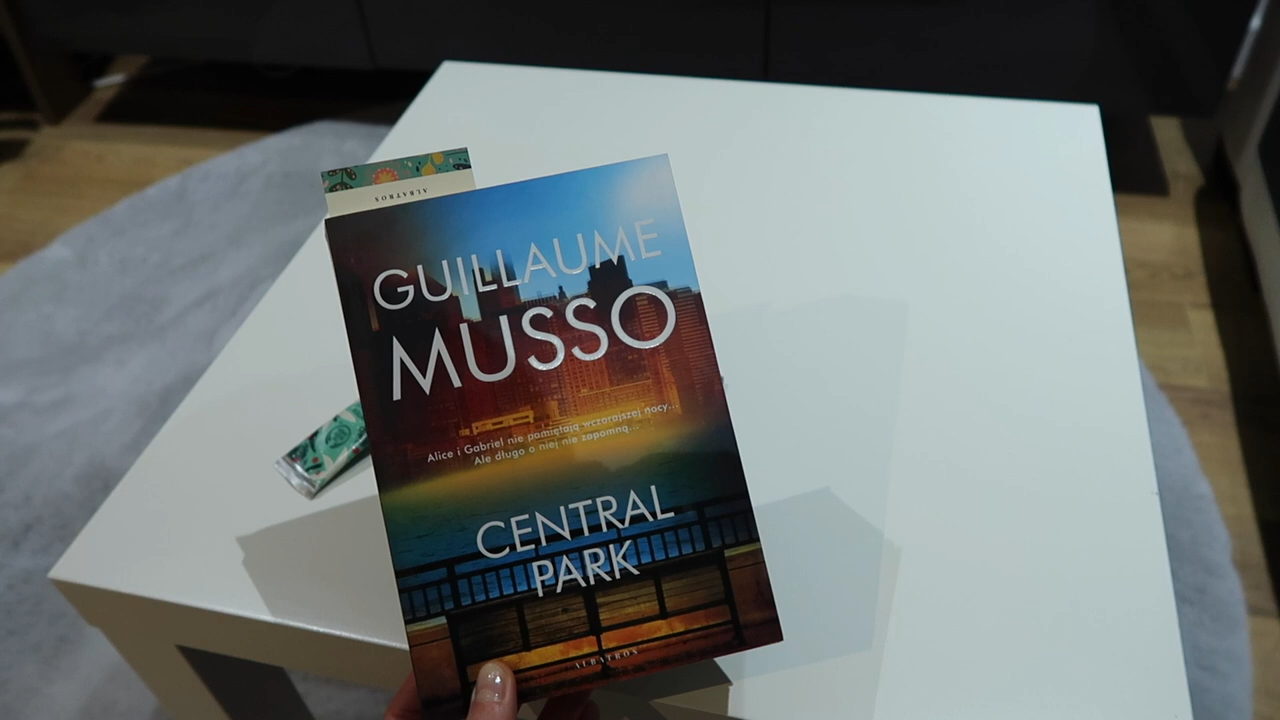 ALBATROS
GUILLAUME
MUSSO
Alice i Gabriel nie pamiętają wczorajszej nocy...
Ale długo o niej nie zapomną...
CENTRAL
PARK
ALBATROS